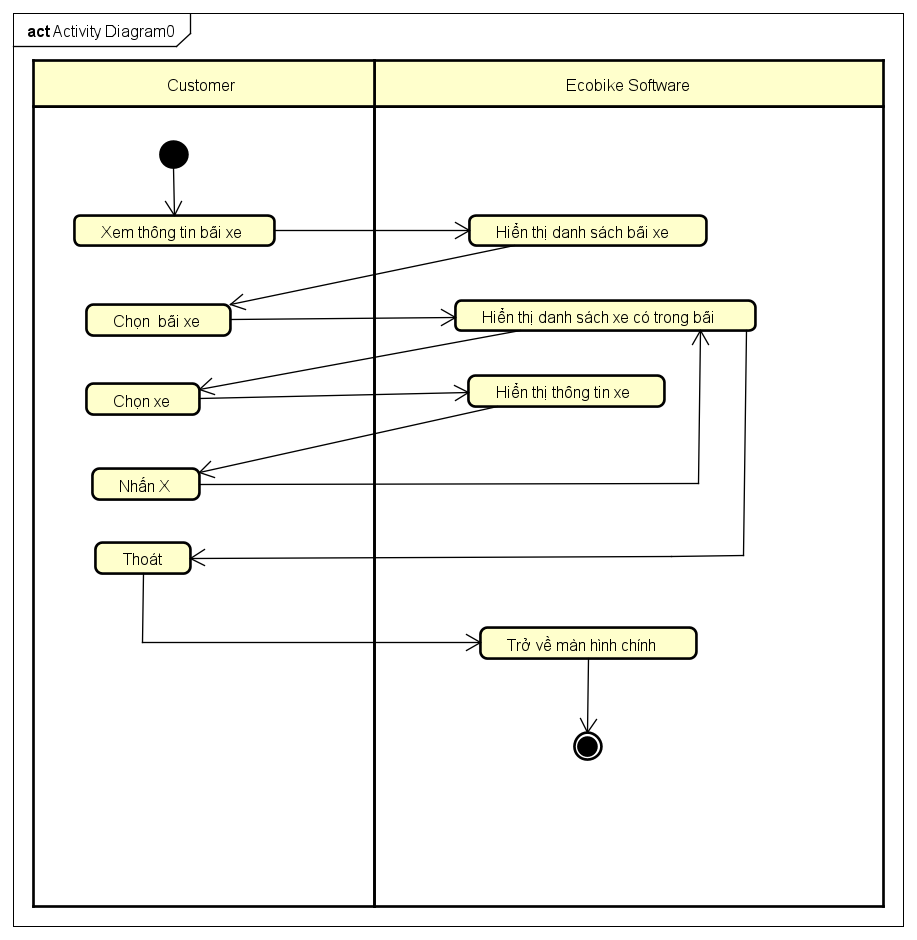 act Activity Diagram0
Customer
Ecobike Software
Xem thông tin bãi xe
Hiển thị danh sách bãi xe
Chọn bãi xe
Hiển thị danh sách xe có trong bãi
Chọn xe
Hiển thị thông tin xe
Nhấn X
Thoát
Trở về màn hình chính